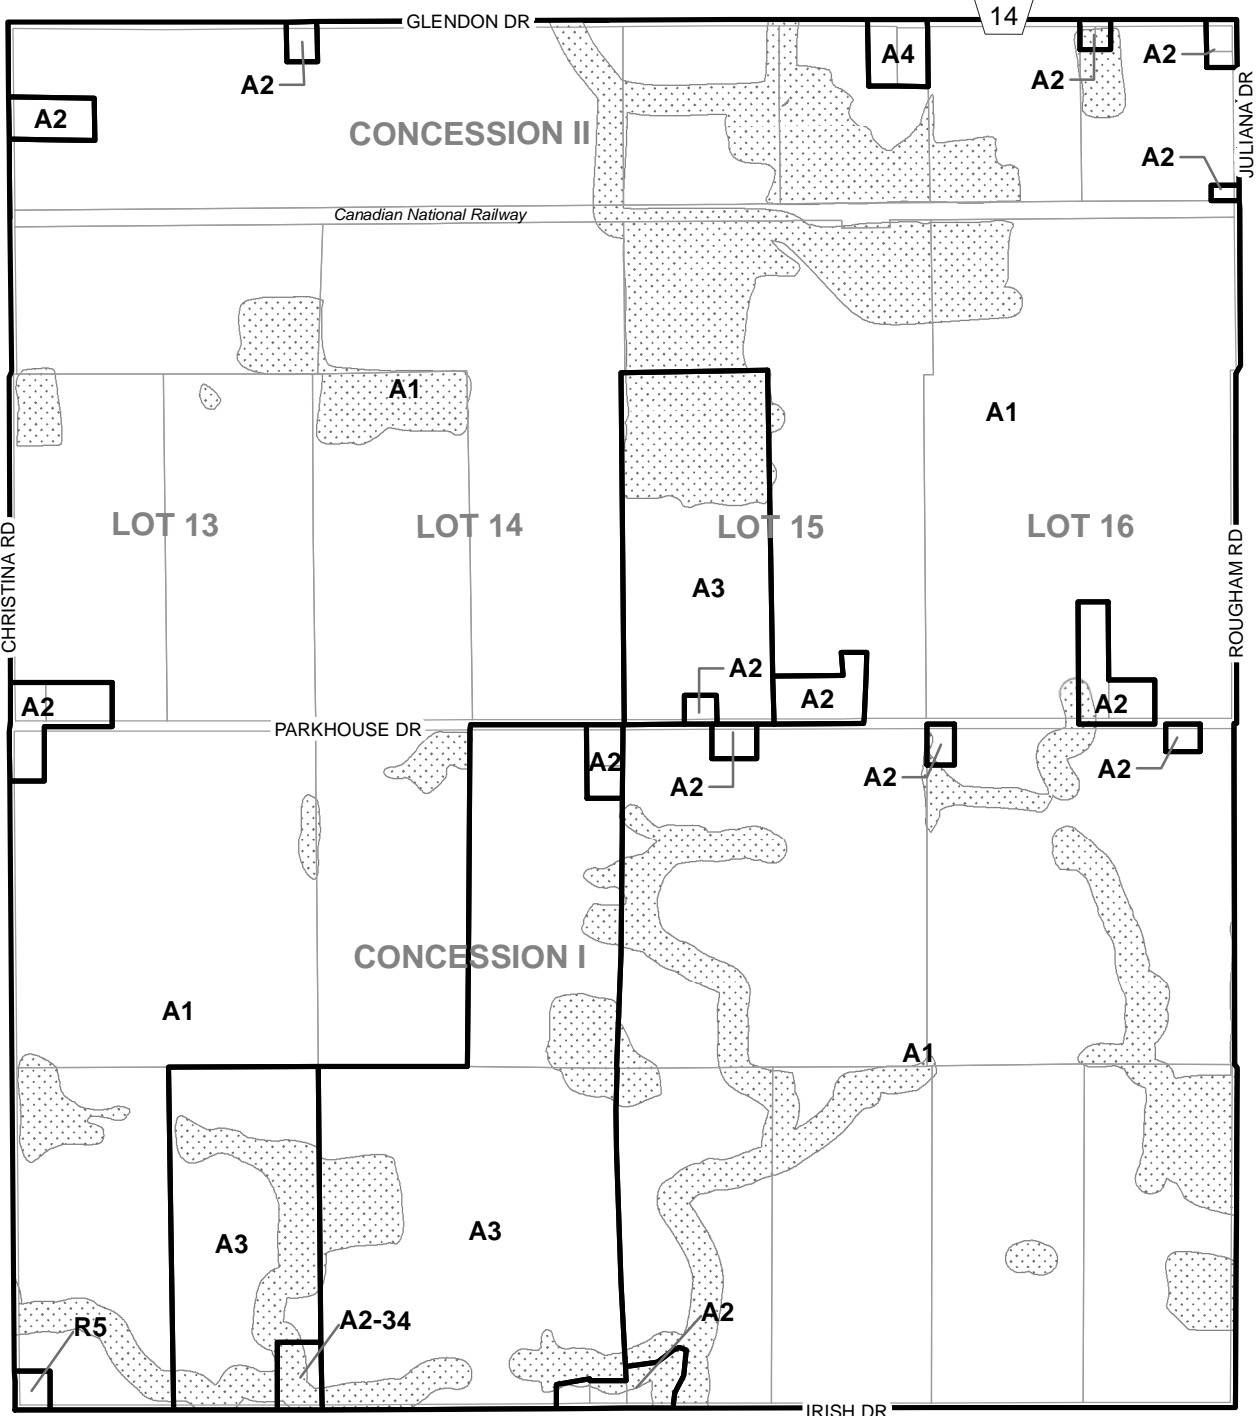 GLENDON DR
14
A2
A4
A2
A2
A2
CONCESSION II
JULIANA DR
A2
Canadian National Railway
A1
A1
LOT 13
LOT 14
LOT 15
LOT 16
CHRISTINA RD
ROUGHAM RD
A3
A2
A2
A2
A2
PARKHOUSE DR
A2
A2
A2
A2
CONCESSION I
A1
A1
A3
A3
A2-34
A2
R5
IRISH DR